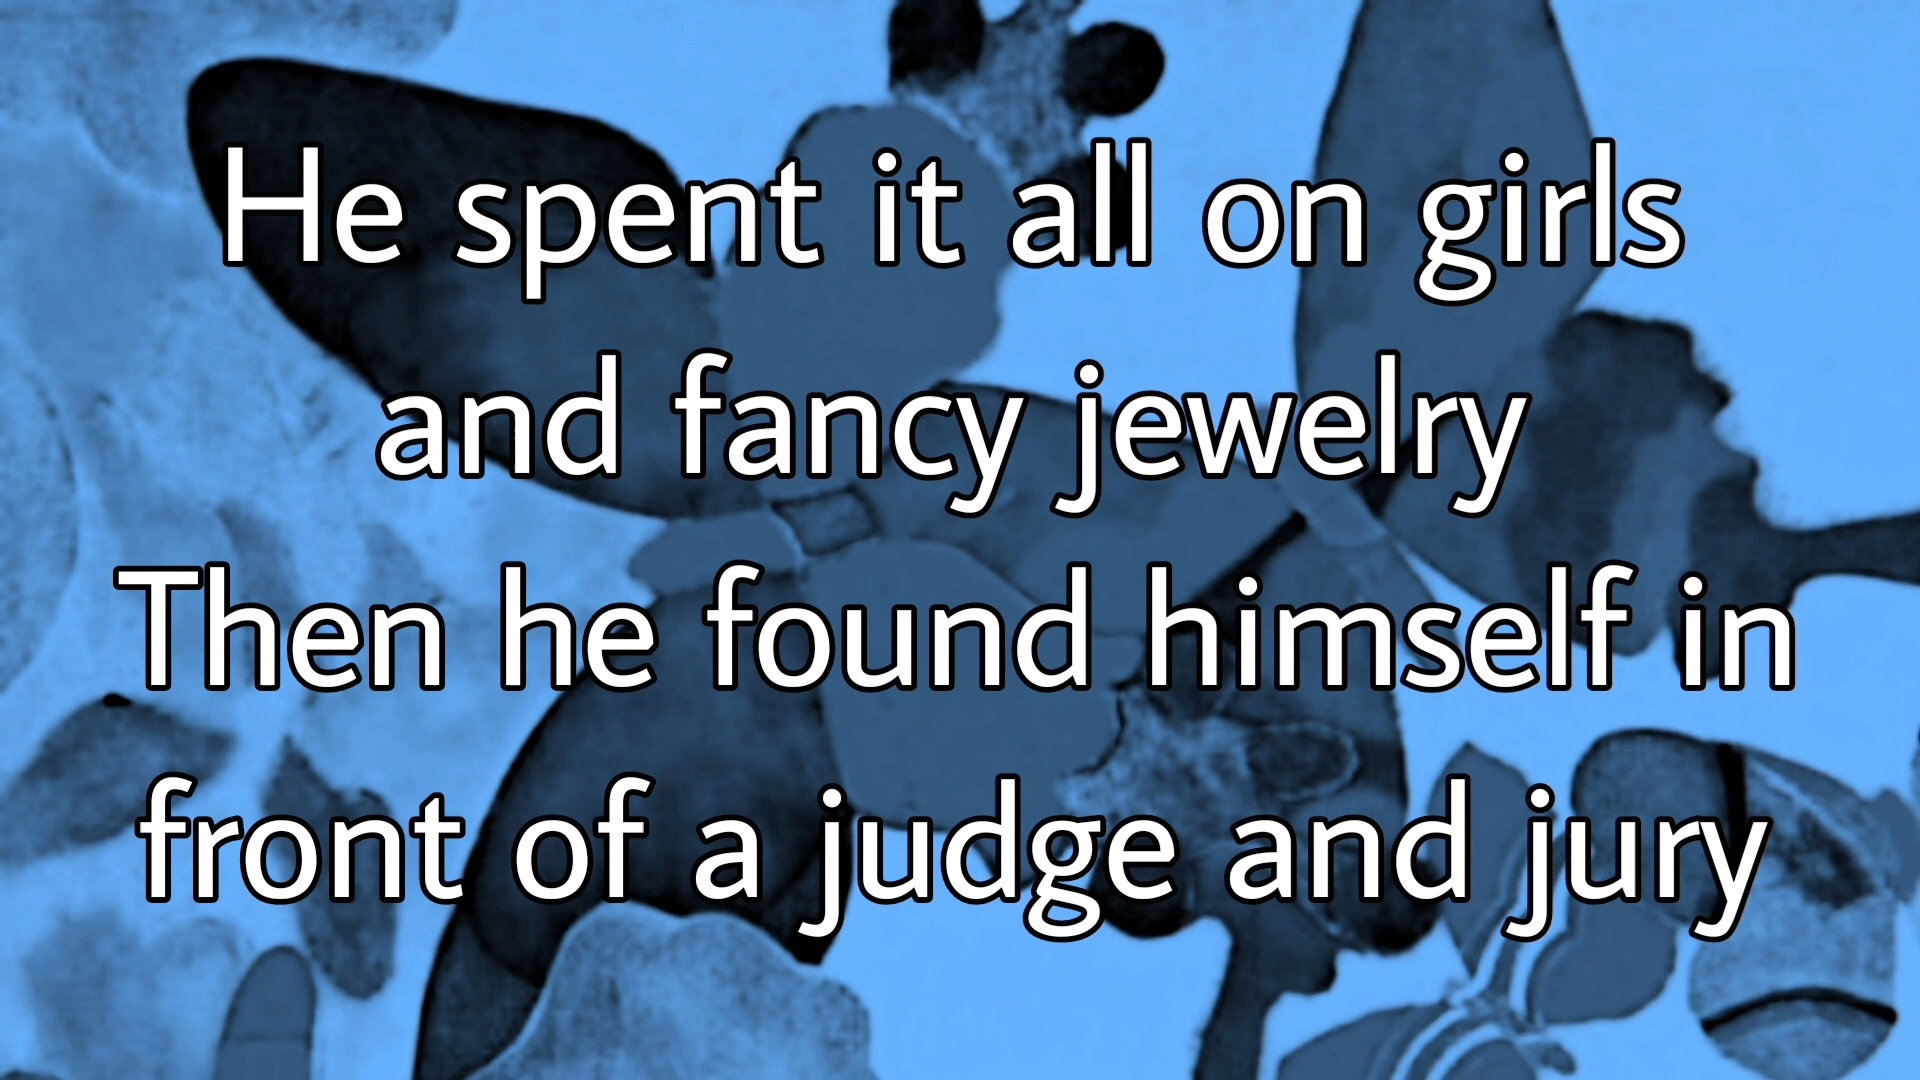 He spent it all on girls
and fancy jewelry
Then he found himself in
front of a judge and jury